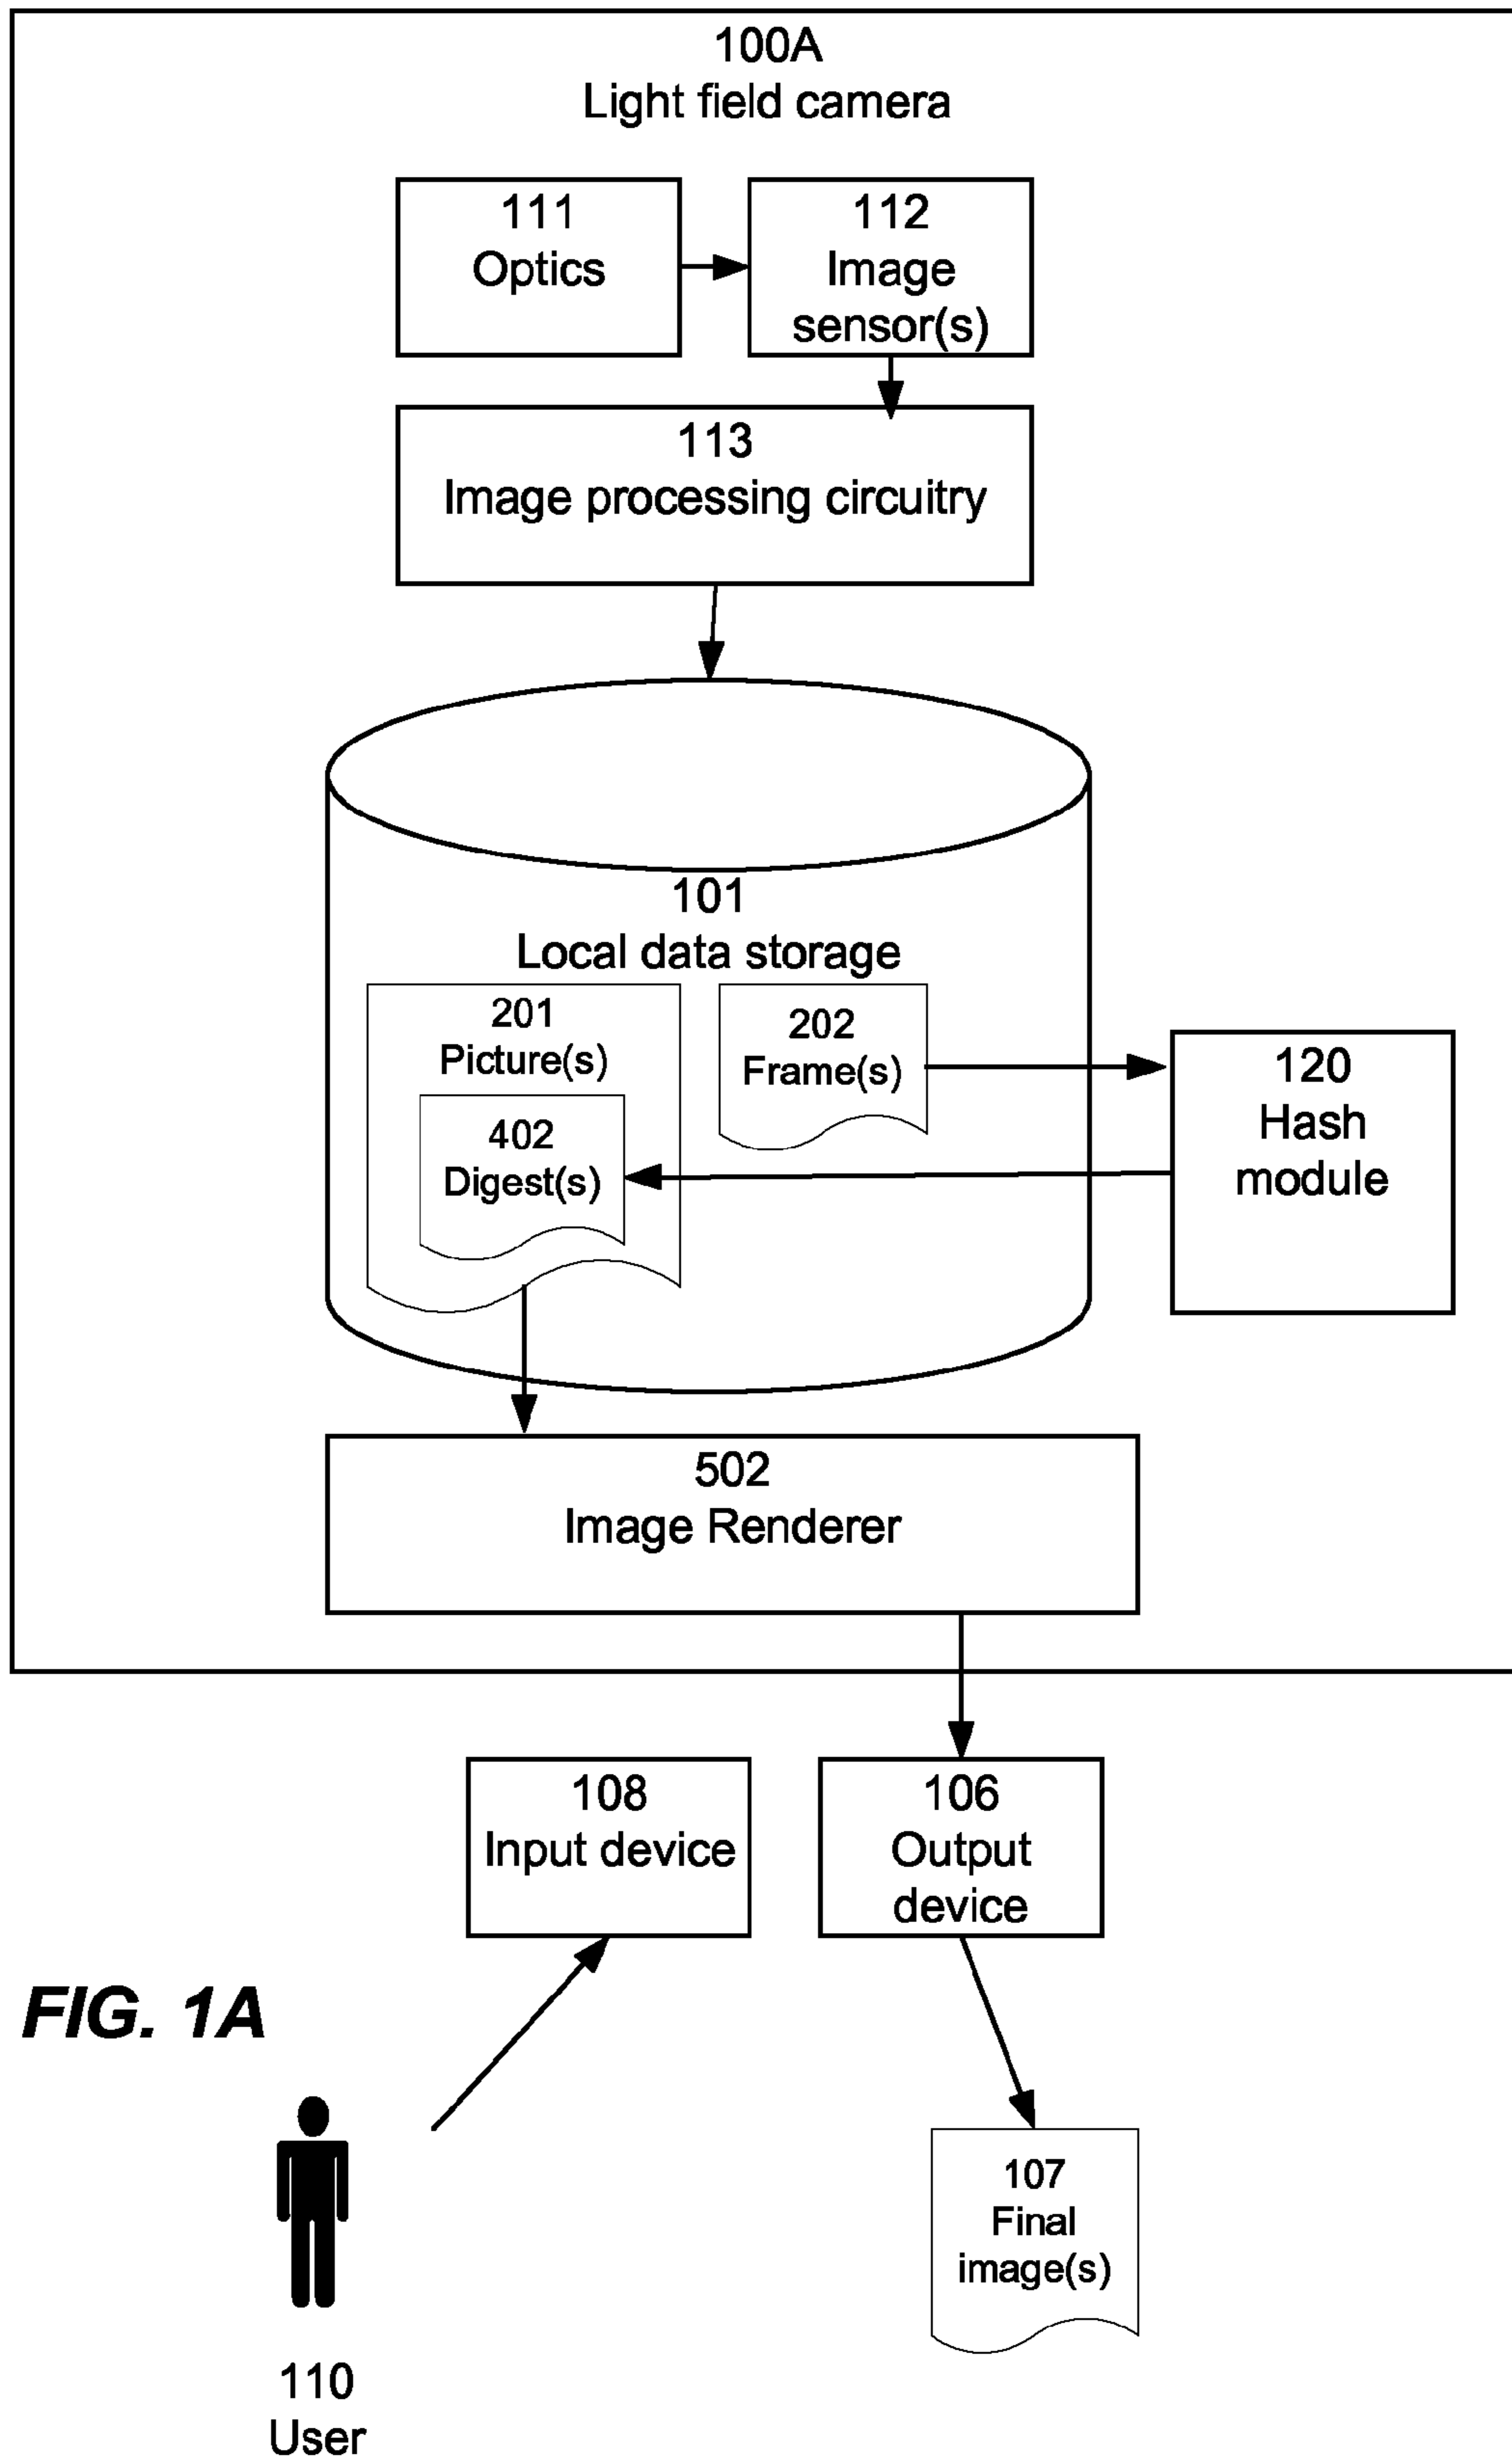 100A
Light field camera
111
Optics
112
Image
sensor(s)
113
Image processing circuitry
101
Local data storage
201
Picture(s)
202
Frame(s)
402
Digest(s)
120
Hash
module
502
Image Renderer
108
Input device
106
Output
device
FIG. 1A
107
Final
image(s)
110
User